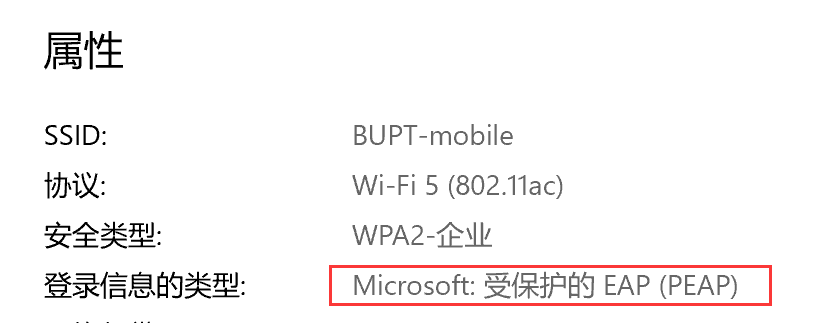 属性
SSID: BUPT-mobile
协议: Wi-Fi 5 (802.11ac)
安全类型: WPA2-企业
登录信息的类型: Microsoft: 受保护的 EAP (PEAP)